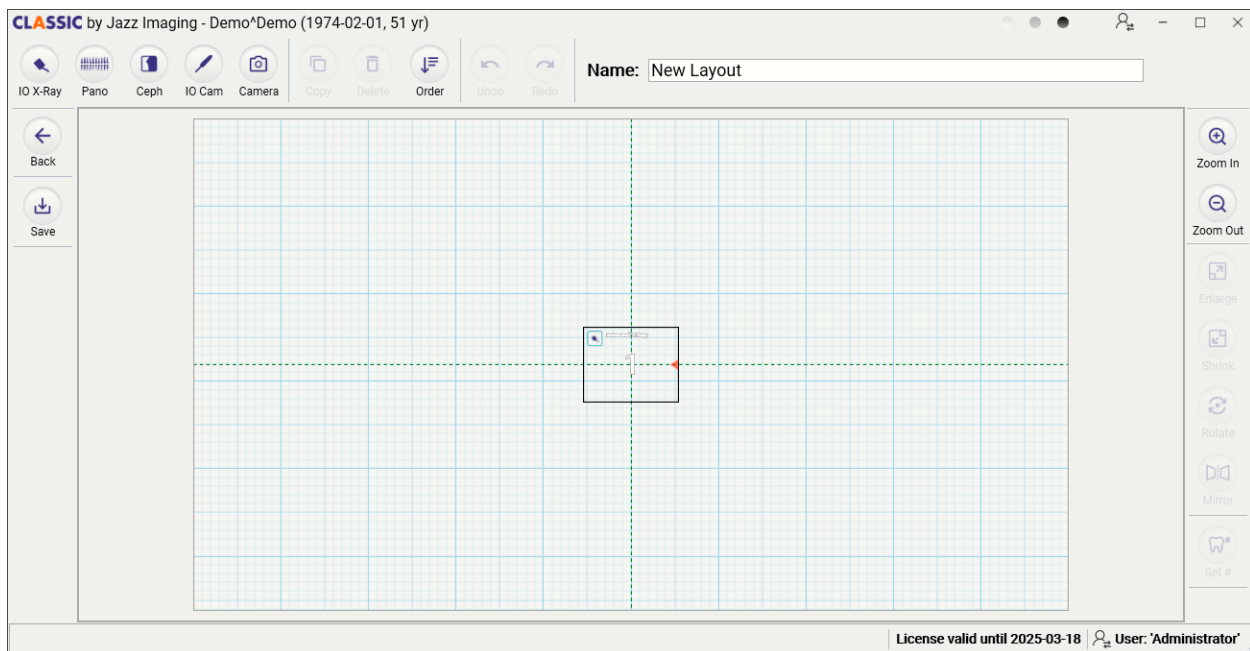 CLASSIC by Jazz Imaging - Demo^Demo (1974-02-01, 51 yr)
IO X-Ray Pano Ceph IO Cam Camera Copy Delete Order Undo Redo
Name: New Layout
Back
Save
1
Zoom In
Zoom Out
Enlarge
Shrink
Rotate
Mirror
Set #
License valid until 2025-03-18 User: 'Administrator'